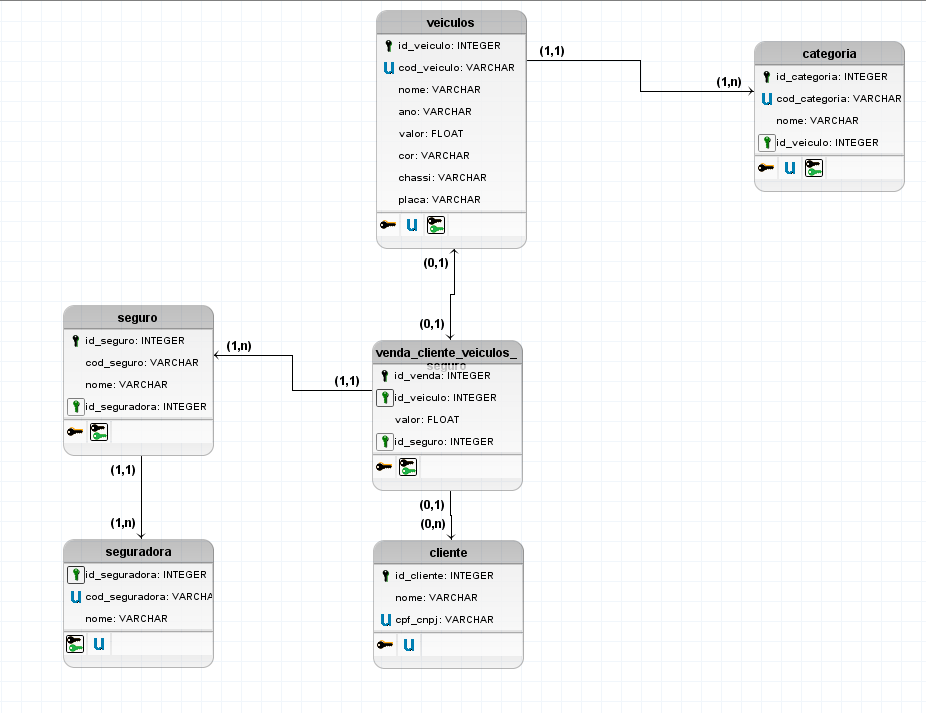 veiculos
id_veiculo: INTEGER
cod_veiculo: VARCHAR
nome: VARCHAR
ano: VARCHAR
valor: FLOAT
cor: VARCHAR
chassi: VARCHAR
placa: VARCHAR
U
(1,1)
(1,n)
categoria
id_categoria: INTEGER
U cod_categoria: VARCHAR
nome: VARCHAR
id_veiculo: INTEGER
U
(0,1)
(0,1)
seguro
id_seguro: INTEGER
cod_seguro: VARCHAR
nome: VARCHAR
id_seguradora: INTEGER
(1,n)
(1,1)
venda_cliente_veiculos_
seguro
id_venda: INTEGER
id_veiculo: INTEGER
valor: FLOAT
id_seguro: INTEGER
(1,1)
(1,n)
(0,1)
(0,n)
seguradora
id_seguradora: INTEGER
U cod_seguradora: VARCHA
nome: VARCHAR
U
cliente
id_cliente: INTEGER
nome: VARCHAR
U cpf_cnpj: VARCHAR
U